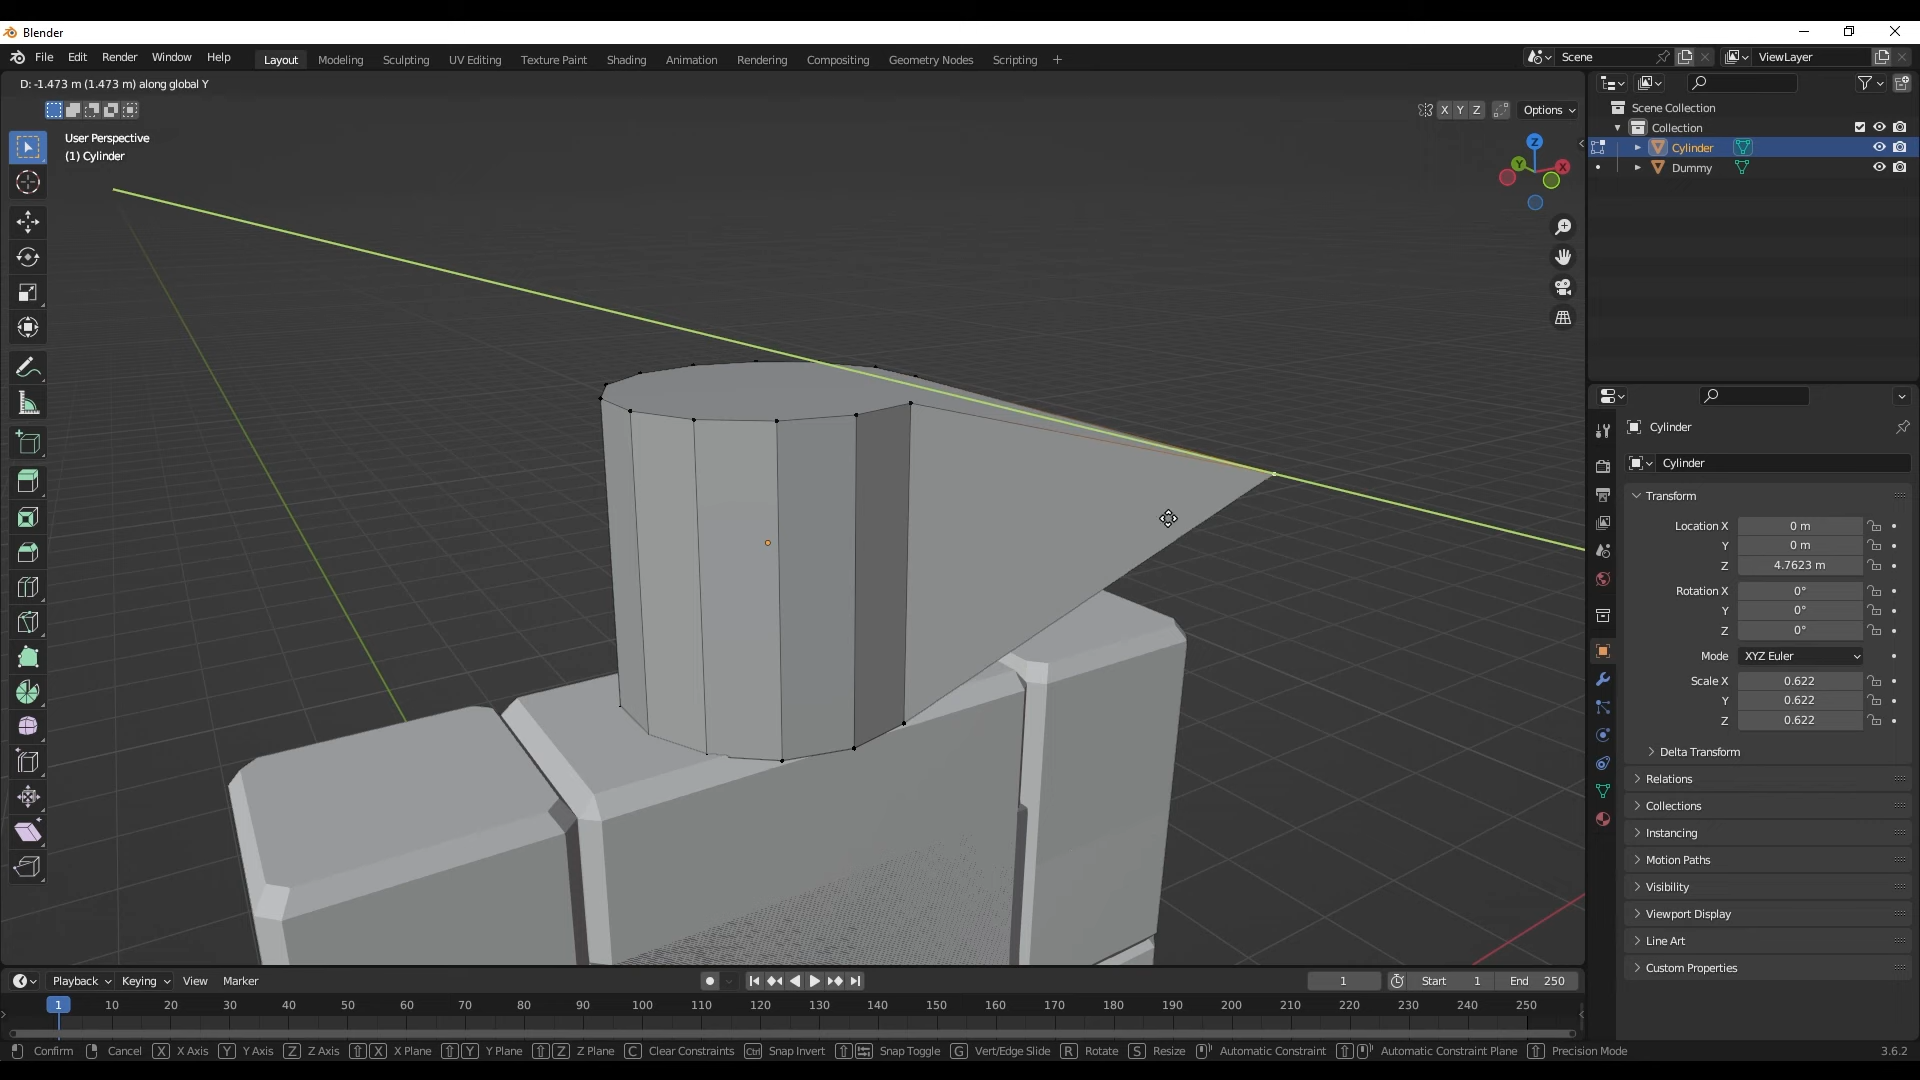 Blender
File Edit Render Window Help Layout Modeling Sculpting UV Editing Texture Paint Shading Animation Rendering Compositing Geometry Nodes Scripting + Scene ViewLayer
D: -1.473 m (1.473 m) along global Y
X Y Z Options
User Perspective
(1) Cylinder
Z
Y X
Scene Collection
Collection
Cylinder
Dummy
Cylinder
Cylinder
Transform
Location X 0 m
Y 0 m
Z 4.7623 m
Rotation X 0°
Y 0°
Z 0°
Mode XYZ Euler
Scale X 0.622
Y 0.622
Z 0.622
Delta Transform
Relations
Collections
Instancing
Motion Paths
Visibility
Viewport Display
Line Art
Custom Properties
Playback Keying View Marker 1 Start 1 End 250
1 10 20 30 40 50 60 70 80 90 100 110 120 130 140 150 160 170 180 190 200 210 220 230 240 250
Confirm Cancel X X Axis Y Y Axis Z Z Axis X X Plane Y Y Plane Z Z Plane C Clear Constraints Ctrl Snap Invert Snap Toggle G Vert/Edge Slide R Rotate S Resize Automatic Constraint Automatic Constraint Plane Precision Mode 3.6.2